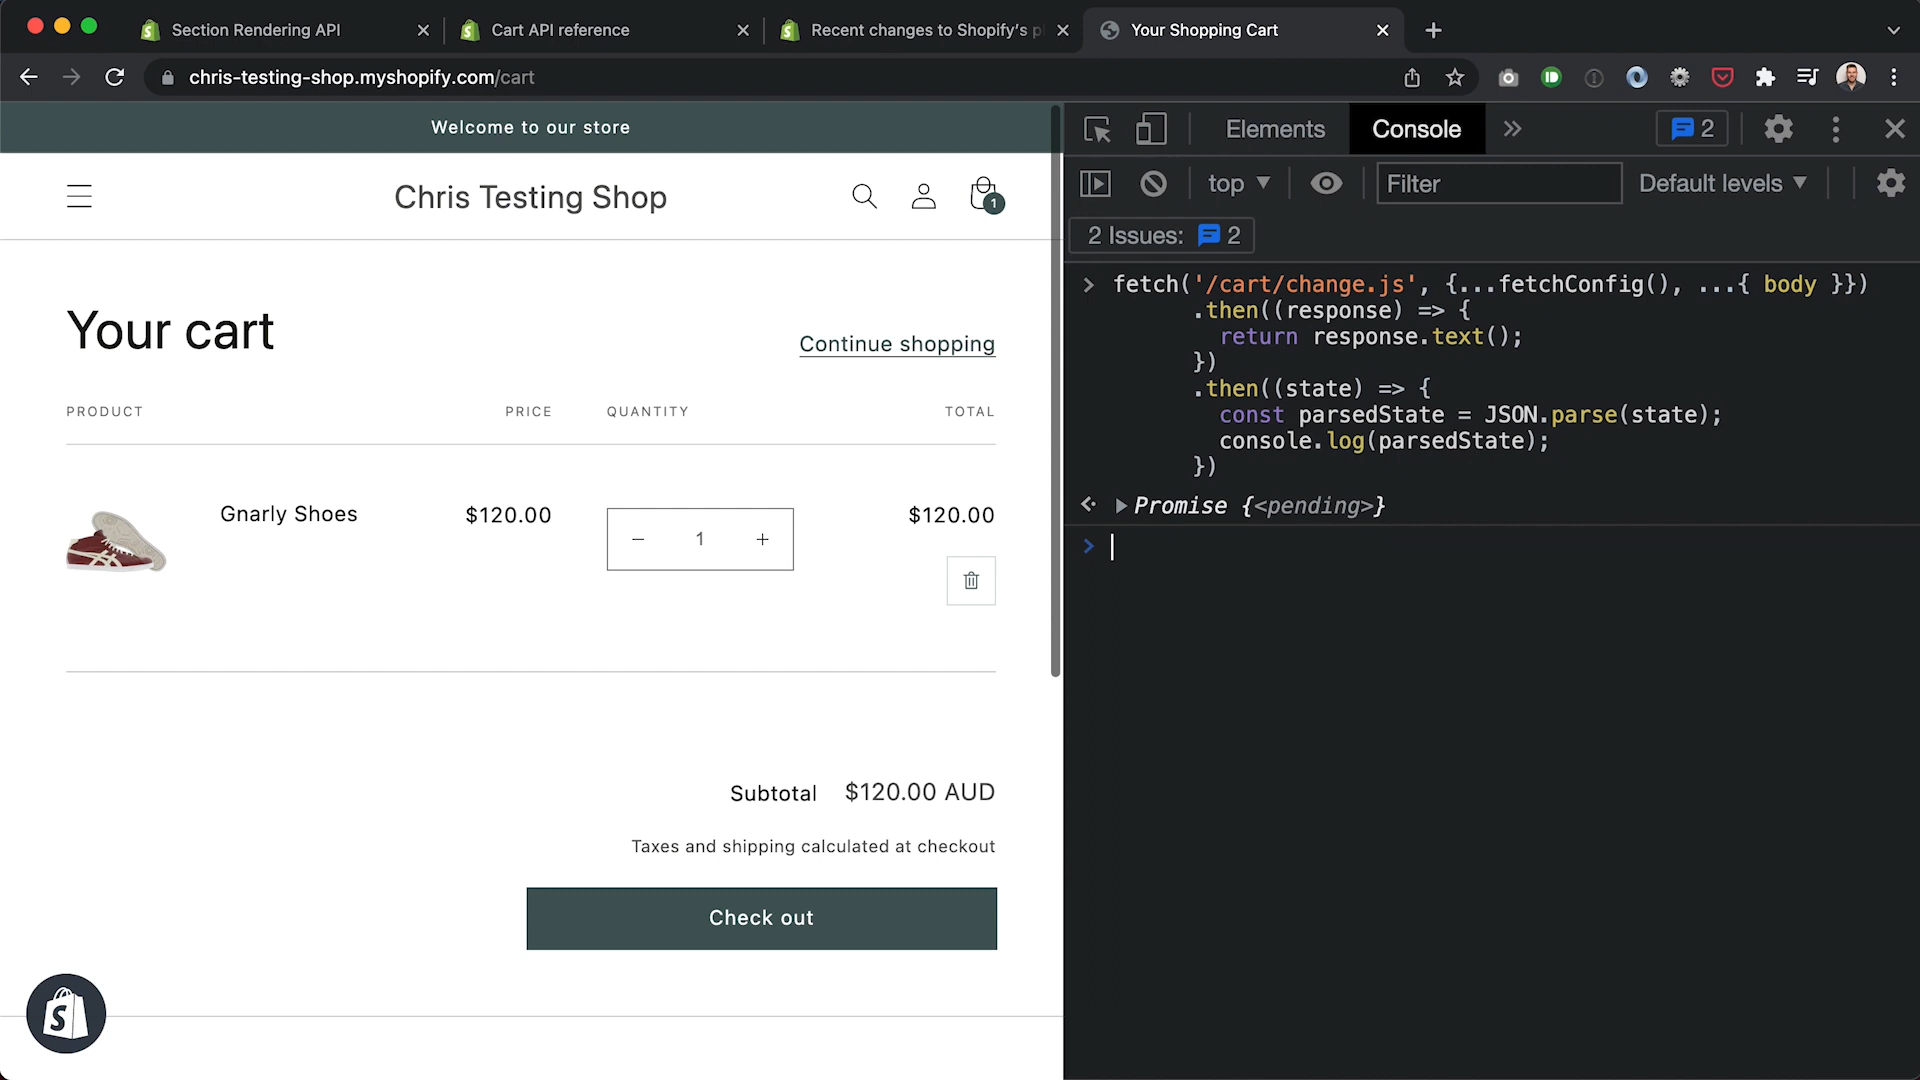 Section Rendering API
Cart API reference
Recent changes to Shopify's p
Your Shopping Cart
chris-testing-shop.myshopify.com/cart
Welcome to our store
Chris Testing Shop
1
Your cart
Continue shopping
PRODUCT PRICE QUANTITY TOTAL
Gnarly Shoes $120.00 − 1 + $120.00
Subtotal $120.00 AUD
Taxes and shipping calculated at checkout
Check out
Elements Console » 2
top Filter Default levels
2 Issues: 2
> fetch('/cart/change.js', {...fetchConfig(), ...{ body }})
.then((response) => {
return response.text();
})
.then((state) => {
const parsedState = JSON.parse(state);
console.log(parsedState);
})
Promise {<pending>}
>